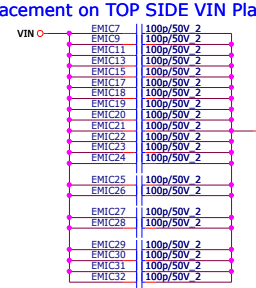 acement on TOP SIDE VIN Pla
VIN
EMIC7 100p/50V_2
EMIC9 100p/50V_2
EMIC11 100p/50V_2
EMIC13 100p/50V_2
EMIC15 100p/50V_2
EMIC17 100p/50V_2
EMIC18 100p/50V_2
EMIC19 100p/50V_2
EMIC20 100p/50V_2
EMIC21 100p/50V_2
EMIC22 100p/50V_2
EMIC23 100p/50V_2
EMIC24 100p/50V_2
EMIC25 100p/50V_2
EMIC26 100p/50V_2
EMIC27 100p/50V_2
EMIC28 100p/50V_2
EMIC29 100p/50V_2
EMIC30 100p/50V_2
EMIC31 100p/50V_2
EMIC32 100p/50V_2